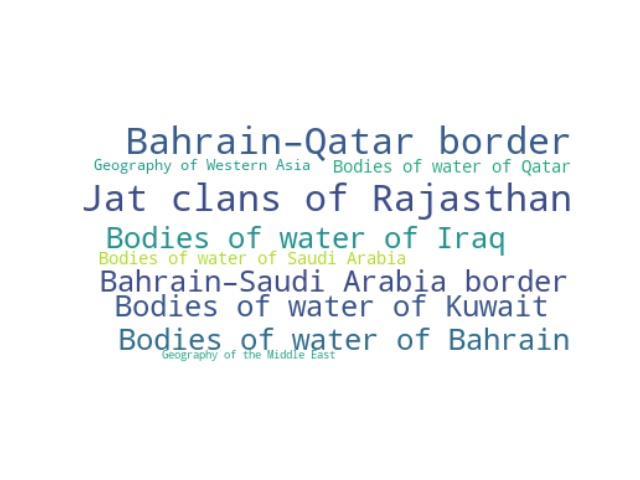 Bahrain–Qatar border
Geography of Western Asia Bodies of water of Qatar
Jat clans of Rajasthan
Bodies of water of Iraq
Bodies of water of Saudi Arabia
Bahrain–Saudi Arabia border
Bodies of water of Kuwait
Bodies of water of Bahrain
Geography of the Middle East